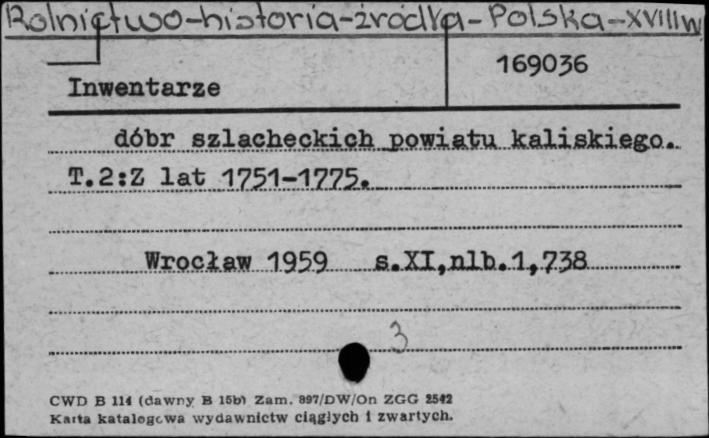 Rolnictwo-historia-źródła-Polska-XVIIIw
169036
Inwentarze
dóbr szlacheckich powiatu kaliskiego.
T.2:Z lat 1751-1775.
Wrocław 1959 s.XI,nlb.1,738
3
CWD B 114 (dawny B 15b) Zam. 897/DW/On ZGG 2542
Karta katalogowa wydawnictw ciągłych i zwartych.